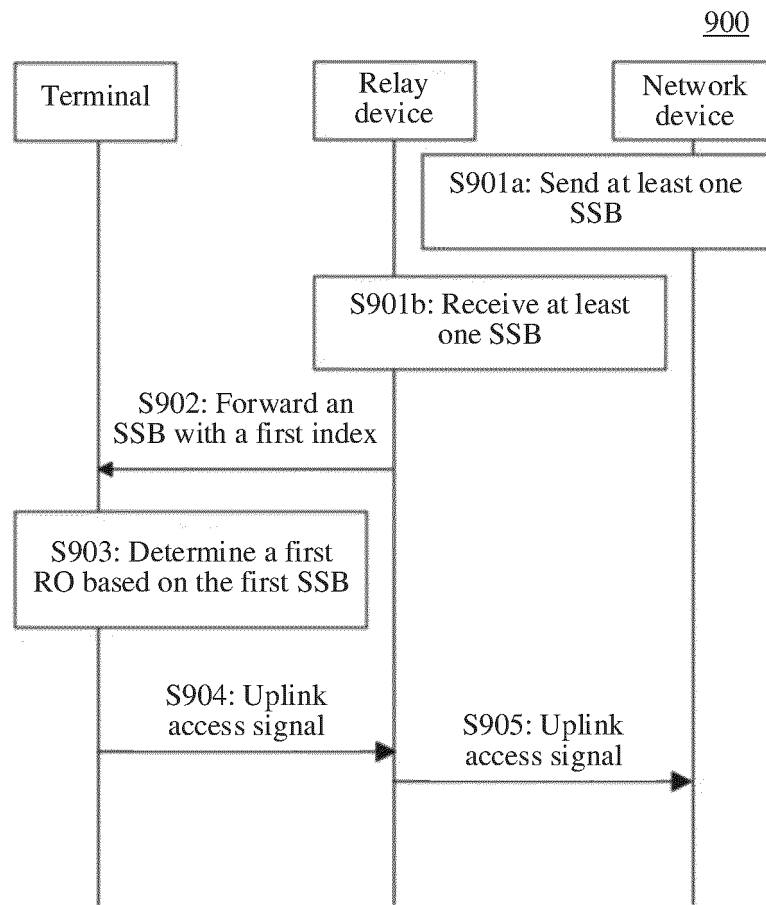 900
Terminal
Relay
device
Network
device
S901a: Send at least one
SSB
S901b: Receive at least
one SSB
S902: Forward an
SSB with a first index
S903: Determine a first
RO based on the first SSB
S904: Uplink
access signal
S905: Uplink
access signal